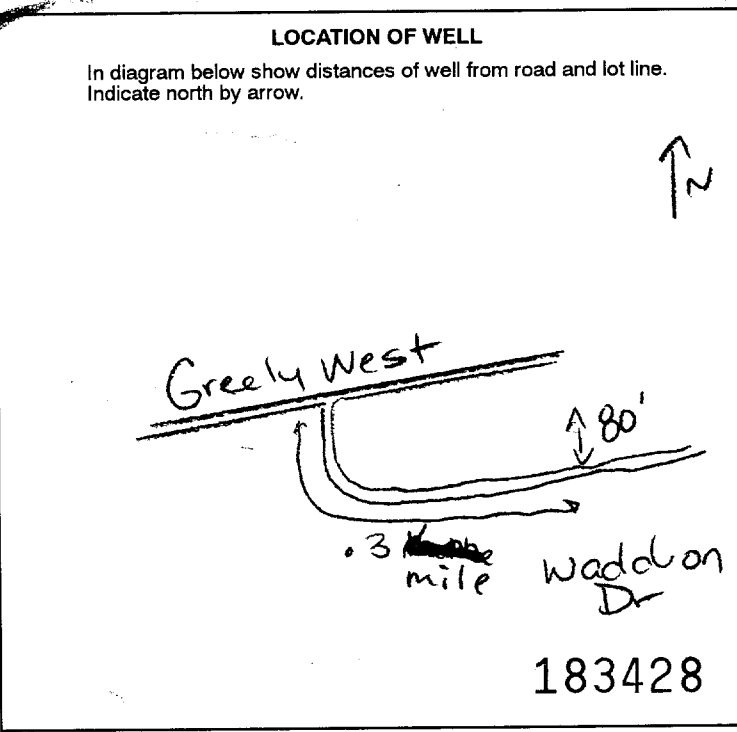 LOCATION OF WELL
In diagram below show distances of well from road and lot line.
Indicate north by arrow.
N
Greely West
80'
.3
mile
Waddon
Dr
183428